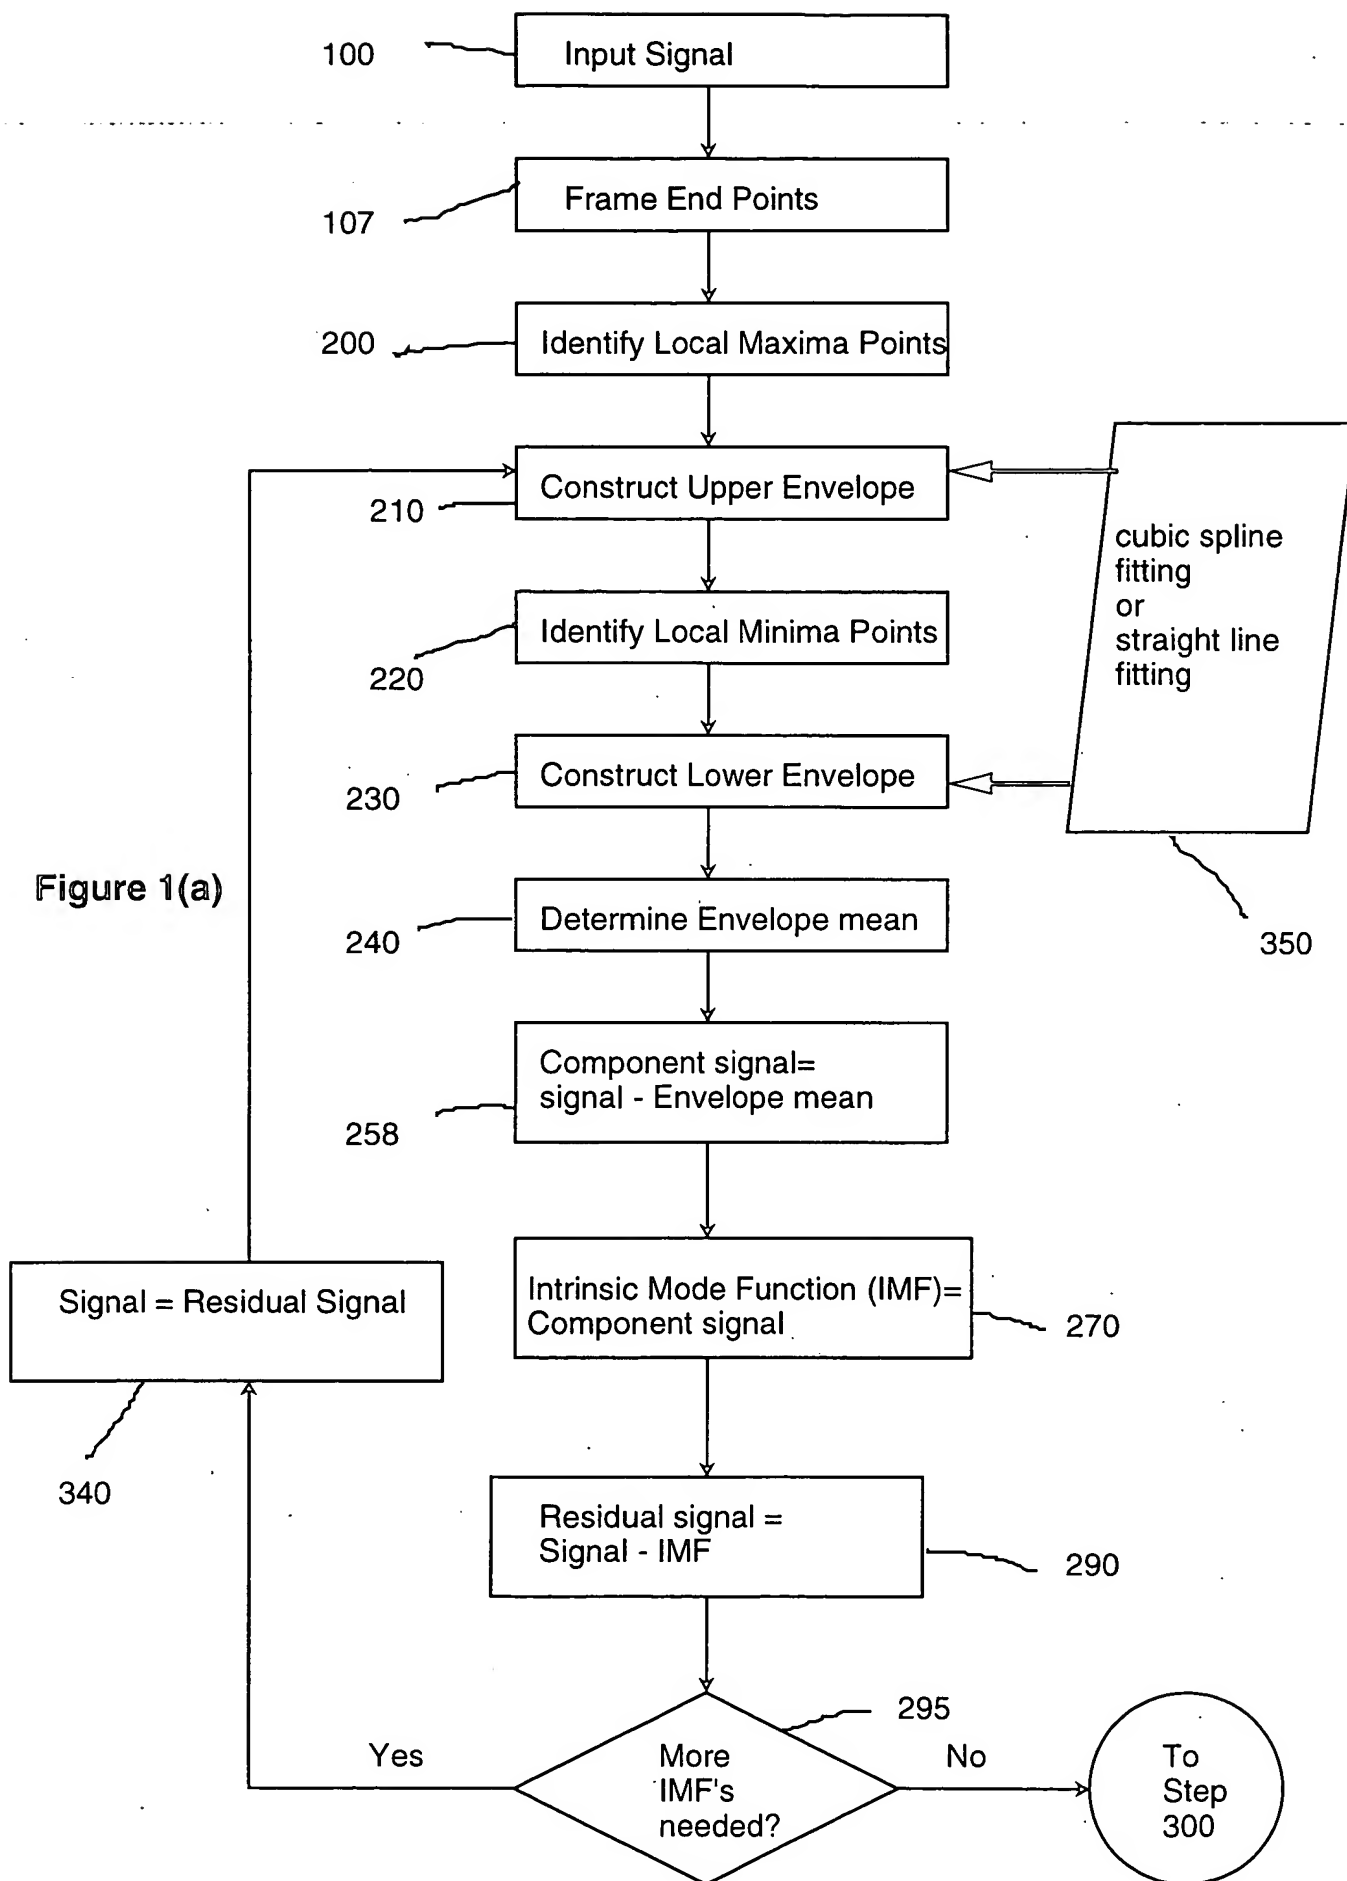 100
Input Signal
107
Frame End Points
200
Identify Local Maxima Points
210
Construct Upper Envelope
cubic spline
fitting
or
straight line
fitting
220
Identify Local Minima Points
230
Construct Lower Envelope
Figure 1(a)
240
Determine Envelope mean
350
258
Component signal=
signal - Envelope mean
Signal = Residual Signal
340
Intrinsic Mode Function (IMF)=
Component signal
270
Residual signal =
Signal - IMF
290
295
Yes
More
IMF's
needed?
No
To
Step
300